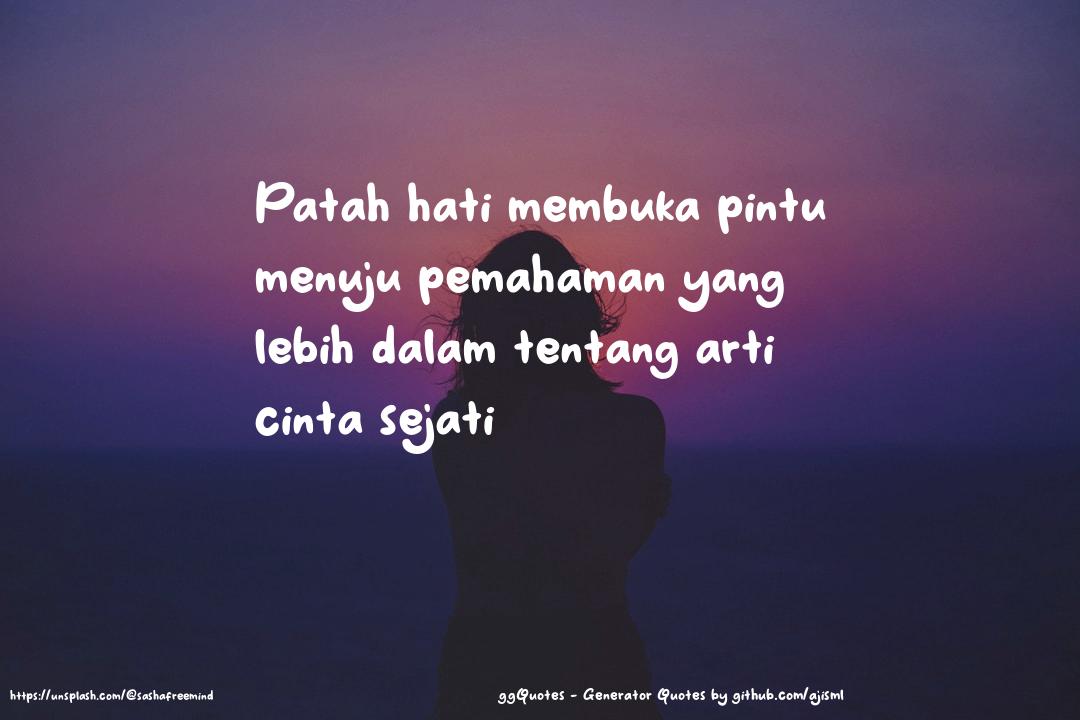 Patah hati membuka pintu
menuju pemahaman yang
lebih dalam tentang arti
cinta sejati
https://unsplash.com/@sashafreemind
ggQuotes - Generator Quotes by github.com/ajisml